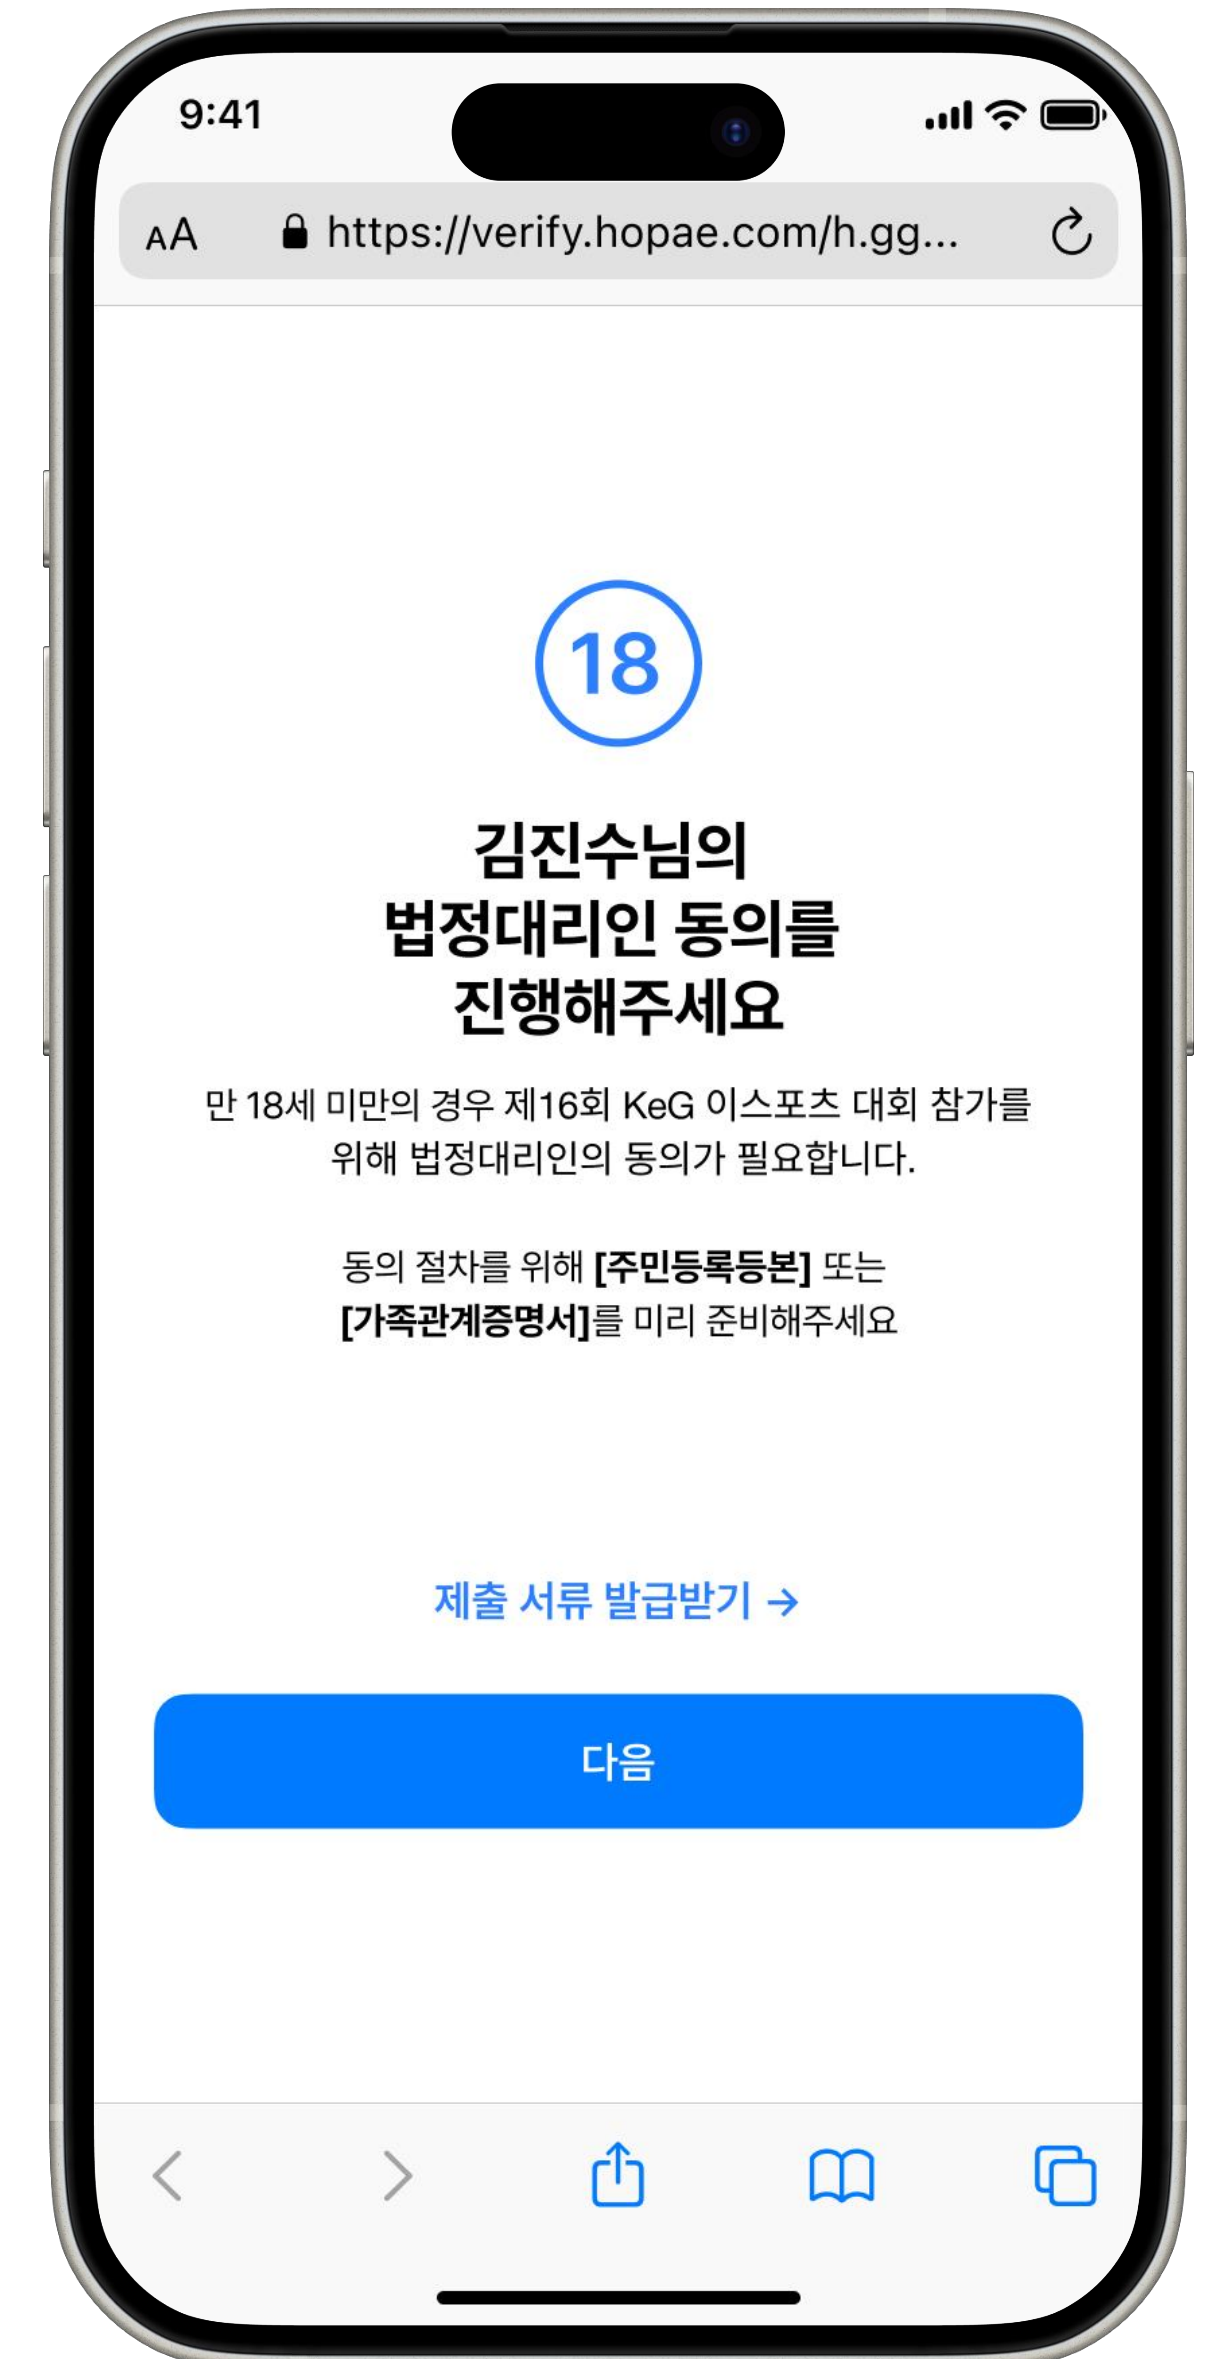 9:41
AA https://verify.hopae.com/h.gg...
18
김진수님의
법정대리인 동의를
진행해주세요
만 18세 미만의 경우 제16회 KeG 이스포츠 대회 참가를
위해 법정대리인의 동의가 필요합니다.
동의 절차를 위해 [주민등록등본] 또는
[가족관계증명서]를 미리 준비해주세요
제출 서류 발급받기 →
다음